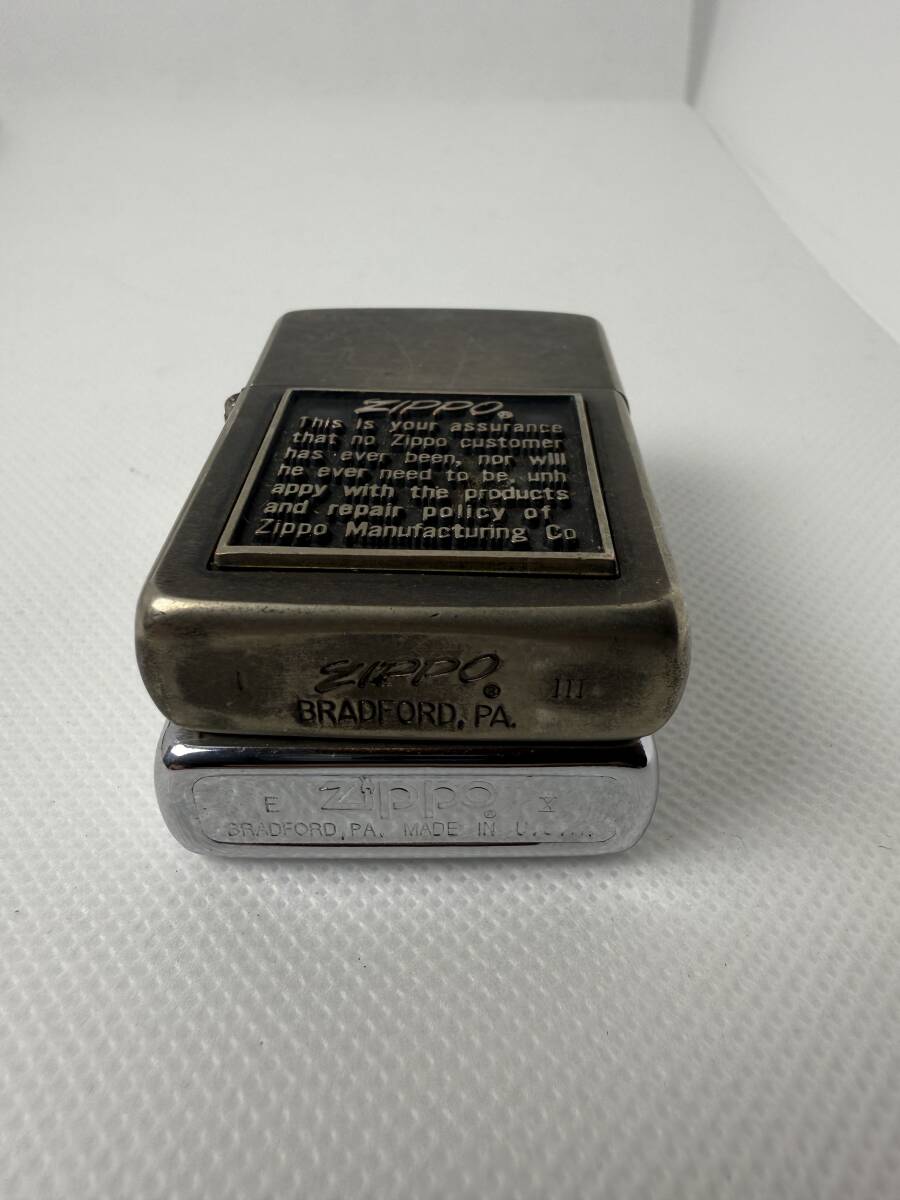 ZIPPO®
This is your assurance
that no Zippo customer
has ever been, nor will
he ever need to be, unh
appy with the products
and repair policy of
Zippo Manufacturing Co
ZIPPO®
I III
BRADFORD, PA.
E Zippo® X
BRADFORD, PA. MADE IN